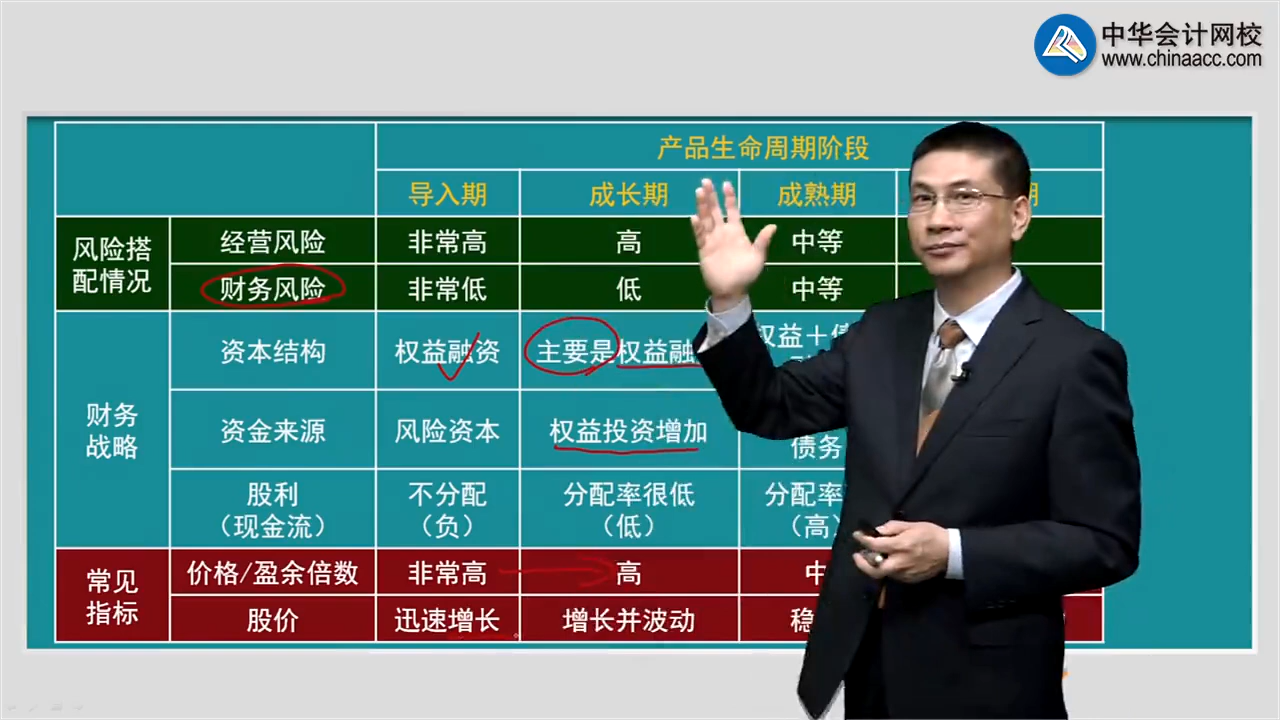 中华会计网校
www.chinaacc.com
产品生命周期阶段
导入期 成长期 成熟期 期
风险搭配情况
经营风险 非常高 高 中等
财务风险 非常低 低 中等
财务战略
资本结构 权益融资 主要是权益融 权益+
资金来源 风险资本 权益投资增加 债务
股利 不分配 分配率很低 分配率
(现金流) (负) (低) (高)
常见指标
价格/盈余倍数 非常高 高 中
股价 迅速增长 增长并波动 稳